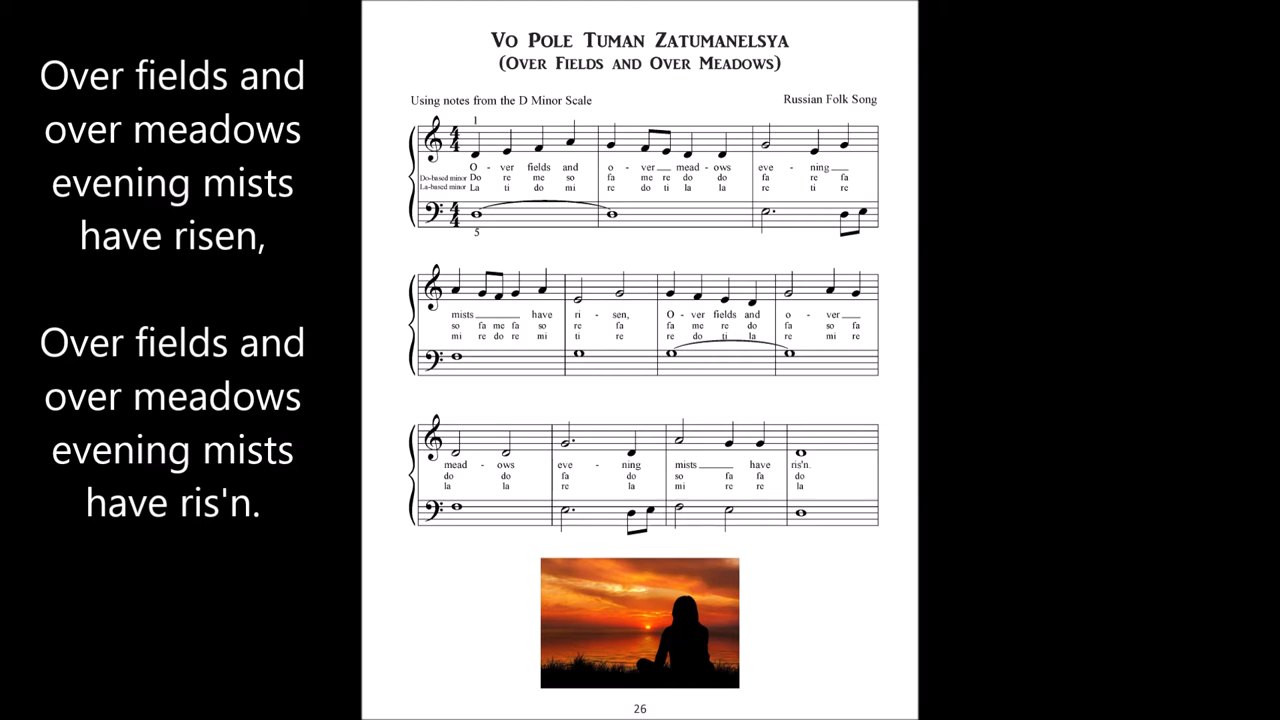 Over fields and
over meadows
evening mists
have risen,
Over fields and
over meadows
evening mists
have ris'n.
Vo Pole Tuman Zatumanelsya
(Over Fields and Over Meadows)
Using notes from the D Minor Scale
Russian Folk Song
1
O - ver fields and o - ver mead - ows eve - ning
Do-based minor Do re me so fa me re do do fa re fa
La-based minor La ti do mi re do ti la la re ti re
5
mists have ri - sen, O - ver fields and o - ver
so fa me fa so re fa fa me re do fa so fa
mi re do re mi ti re re do ti la re mi re
mead - ows eve - ning mists have ris'n.
do do fa do so fa fa do
la la re la mi re re la
26